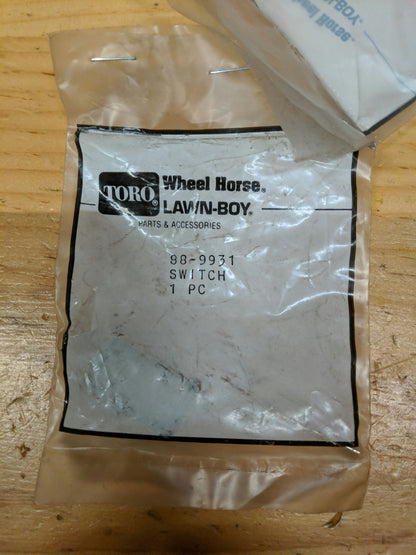 TORO® Wheel Horse®
LAWN-BOY®
PARTS & ACCESSORIES
88-9931
SWITCH
1 PC